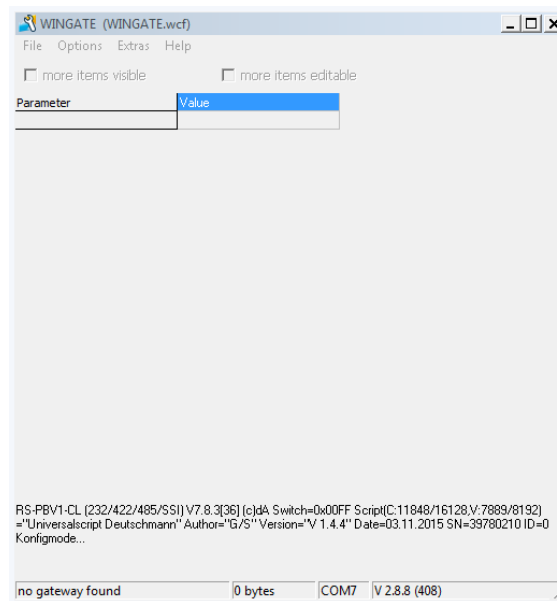 WINGATE (WINGATE.wcf)
File Options Extras Help
more items visible more items editable
Parameter Value
RS-PBV1-CL (232/422/485/SSI) V7.8.3[36] (c)dA Switch=0x00FF Script(C:11848/16128,V:7889/8192)
="Universalscript Deutschmann" Author="G/S" Version="V 1.4.4" Date=03.11.2015 SN=39780210 ID=0
Konfigmode...
no gateway found 0 bytes COM7 V 2.8.8 (408)